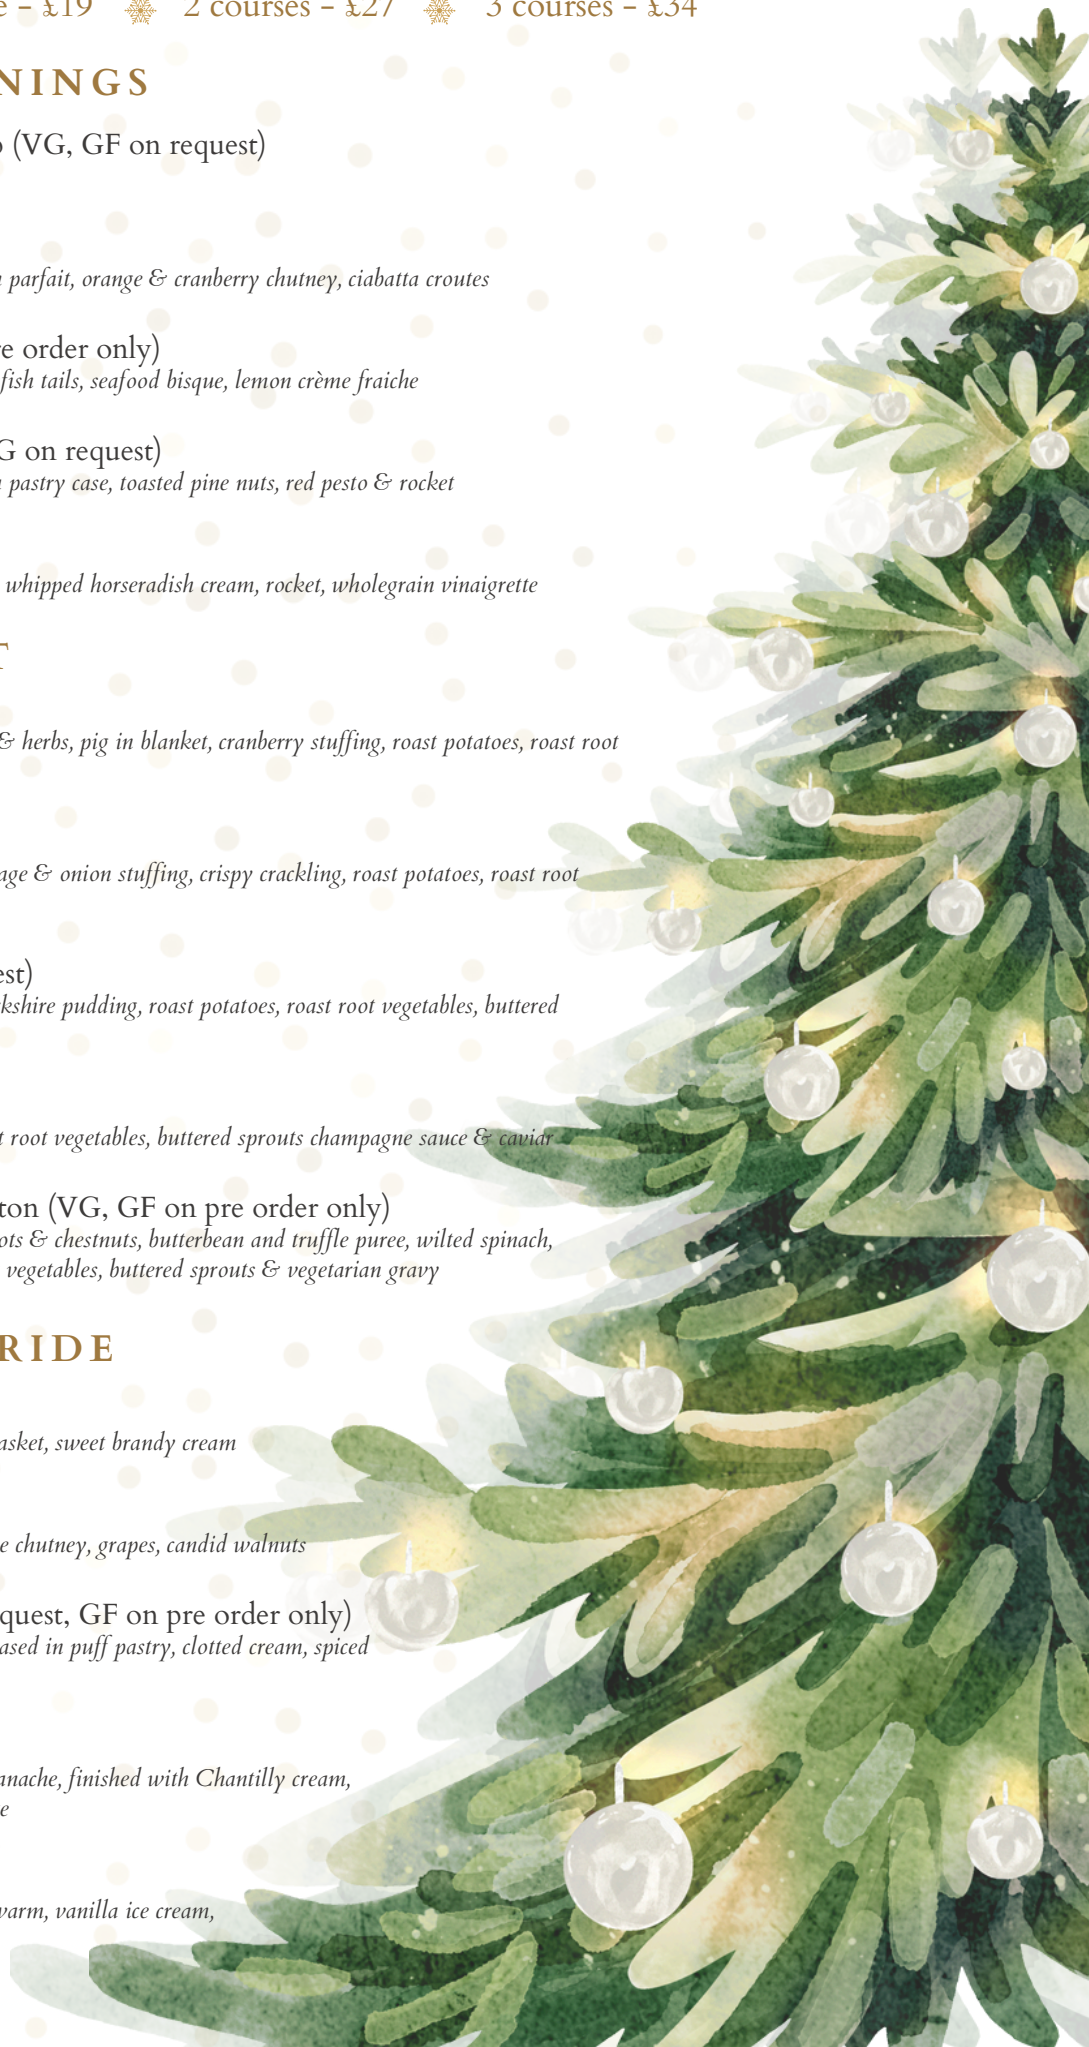 - £19 2 courses - £27 3 courses - £34
NINGS
(VG, GF on request)
parfait, orange & cranberry chutney, ciabatta croutes
order only)
fish tails, seafood bisque, lemon crème fraiche
on request)
pastry case, toasted pine nuts, red pesto & rocket
whipped horseradish cream, rocket, wholegrain vinaigrette
T
& herbs, pig in blanket, cranberry stuffing, roast potatoes, roast root
age & onion stuffing, crispy crackling, roast potatoes, roast root
est)
kshire pudding, roast potatoes, roast root vegetables, buttered
t root vegetables, buttered sprouts champagne sauce & caviar
ton (VG, GF on pre order only)
ots & chestnuts, butterbean and truffle puree, wilted spinach,
vegetables, buttered sprouts & vegetarian gravy
RIDE
asket, sweet brandy cream
e chutney, grapes, candid walnuts
quest, GF on pre order only)
ased in puff pastry, clotted cream, spiced
anache, finished with Chantilly cream,
e
warm, vanilla ice cream,